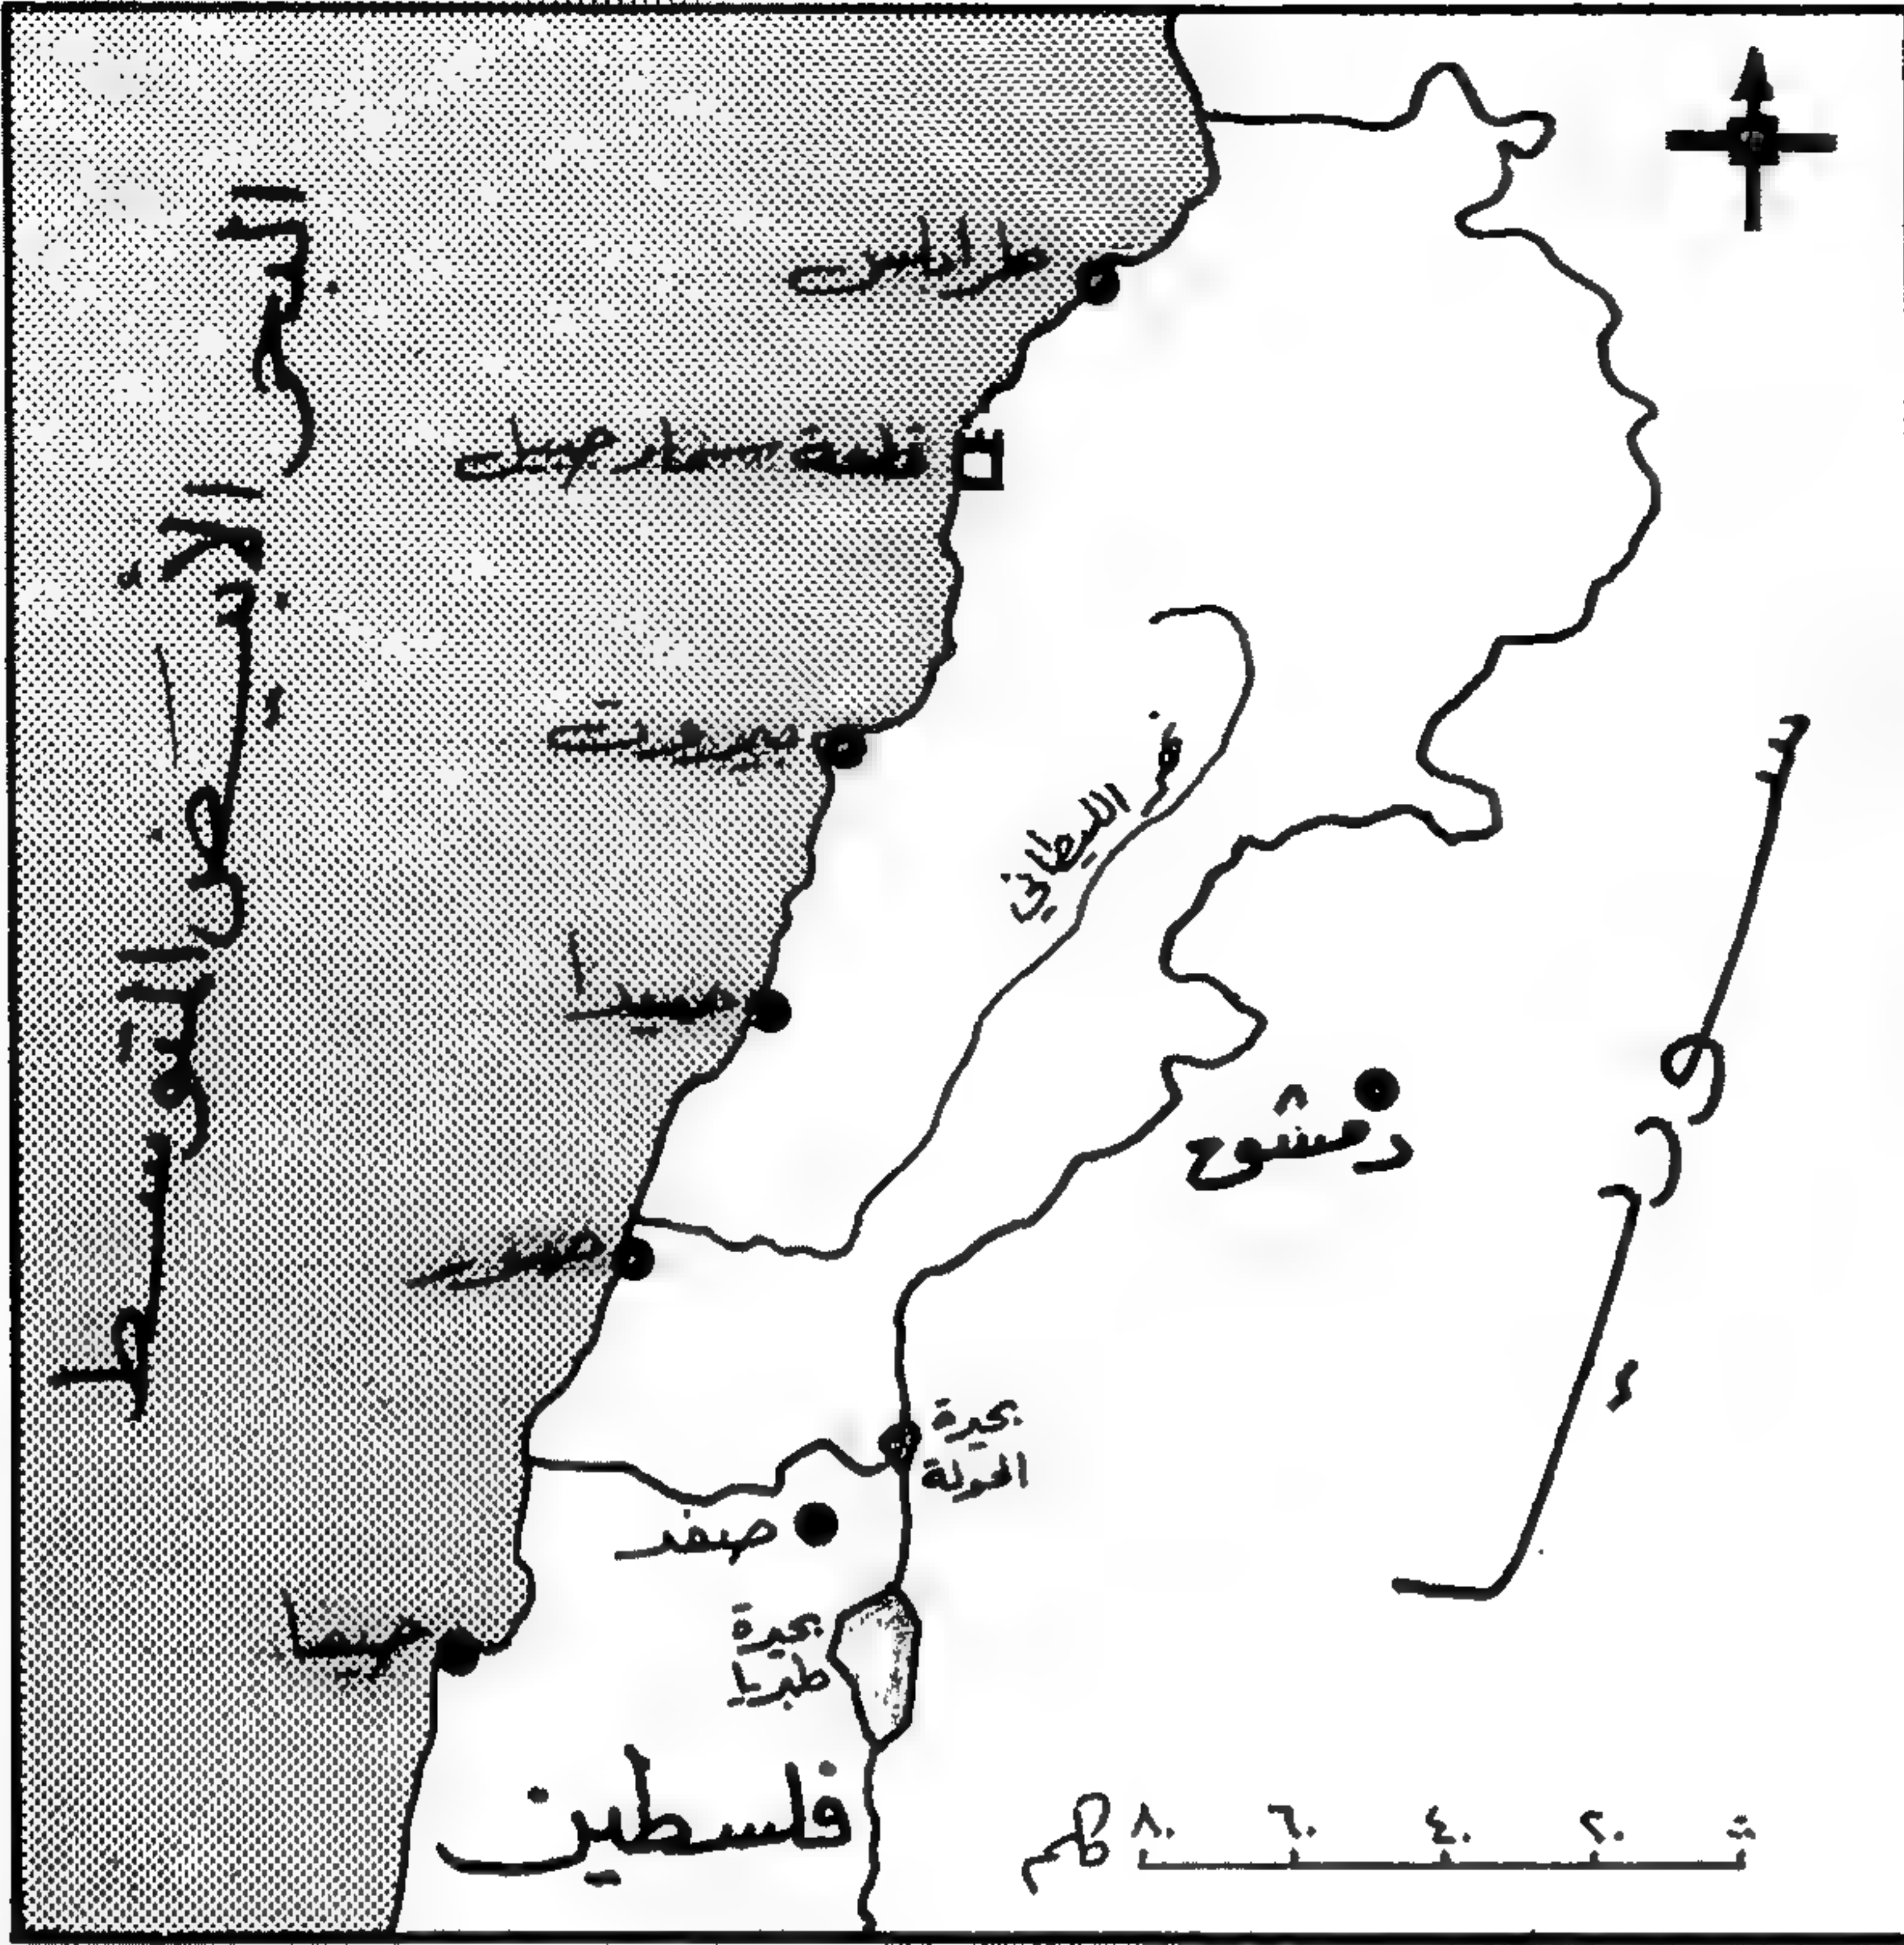 البحر الأبيض المتوسط
طرابلس
قلعة سمار جبيل
بيروت
نهر الليطاني
صيدا
دمشق
سوريا
صور
بحيرة
الحولة
صفد
حيفا
بحيرة
طبريا
فلسطين
كم ٨٠ ٦٠ ٤٠ ٢٠